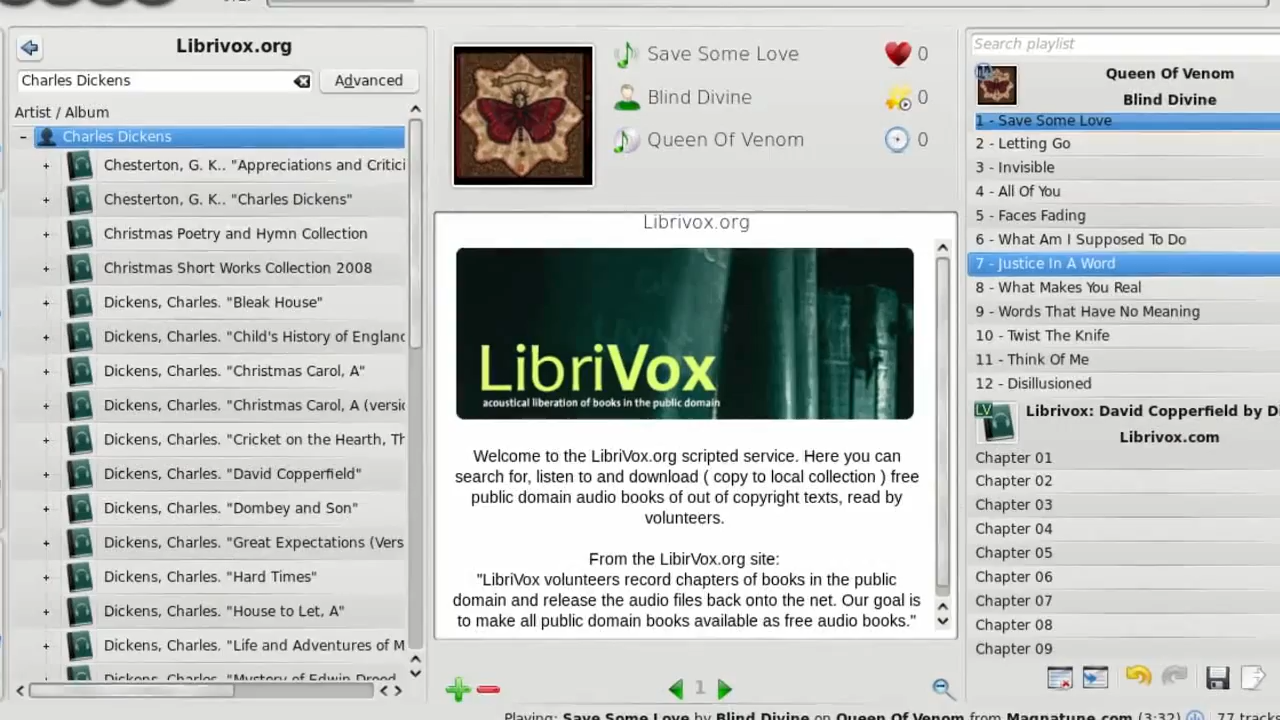 Librivox.org
Charles Dickens
Advanced
Artist / Album
Charles Dickens
Chesterton, G. K.. "Appreciations and Critici
Chesterton, G. K.. "Charles Dickens"
Christmas Poetry and Hymn Collection
Christmas Short Works Collection 2008
Dickens, Charles. "Bleak House"
Dickens, Charles. "Child's History of England
Dickens, Charles. "Christmas Carol, A"
Dickens, Charles. "Christmas Carol, A (versio
Dickens, Charles. "Cricket on the Hearth, Th
Dickens, Charles. "David Copperfield"
Dickens, Charles. "Dombey and Son"
Dickens, Charles. "Great Expectations (Vers
Dickens, Charles. "Hard Times"
Dickens, Charles. "House to Let, A"
Dickens, Charles. "Life and Adventures of M
Dickens, Charles. "Mystery of Edwin Drood
Save Some Love
0
Blind Divine
0
Queen Of Venom
0
Librivox.org
LibriVox
acoustical liberation of books in the public domain
Welcome to the LibriVox.org scripted service. Here you can
search for, listen to and download ( copy to local collection ) free
public domain audio books of out of copyright texts, read by
volunteers.
From the LibirVox.org site:
"LibriVox volunteers record chapters of books in the public
domain and release the audio files back onto the net. Our goal is
to make all public domain books available as free audio books."
1
Search playlist
Queen Of Venom
Blind Divine
1 - Save Some Love
2 - Letting Go
3 - Invisible
4 - All Of You
5 - Faces Fading
6 - What Am I Supposed To Do
7 - Justice In A Word
8 - What Makes You Real
9 - Words That Have No Meaning
10 - Twist The Knife
11 - Think Of Me
12 - Disillusioned
LV
Librivox: David Copperfield by D
Librivox.com
Chapter 01
Chapter 02
Chapter 03
Chapter 04
Chapter 05
Chapter 06
Chapter 07
Chapter 08
Chapter 09
Playing: Save Some Love by Blind Divine on Queen Of Venom from Magnatune.com (3:32)
77 tracks